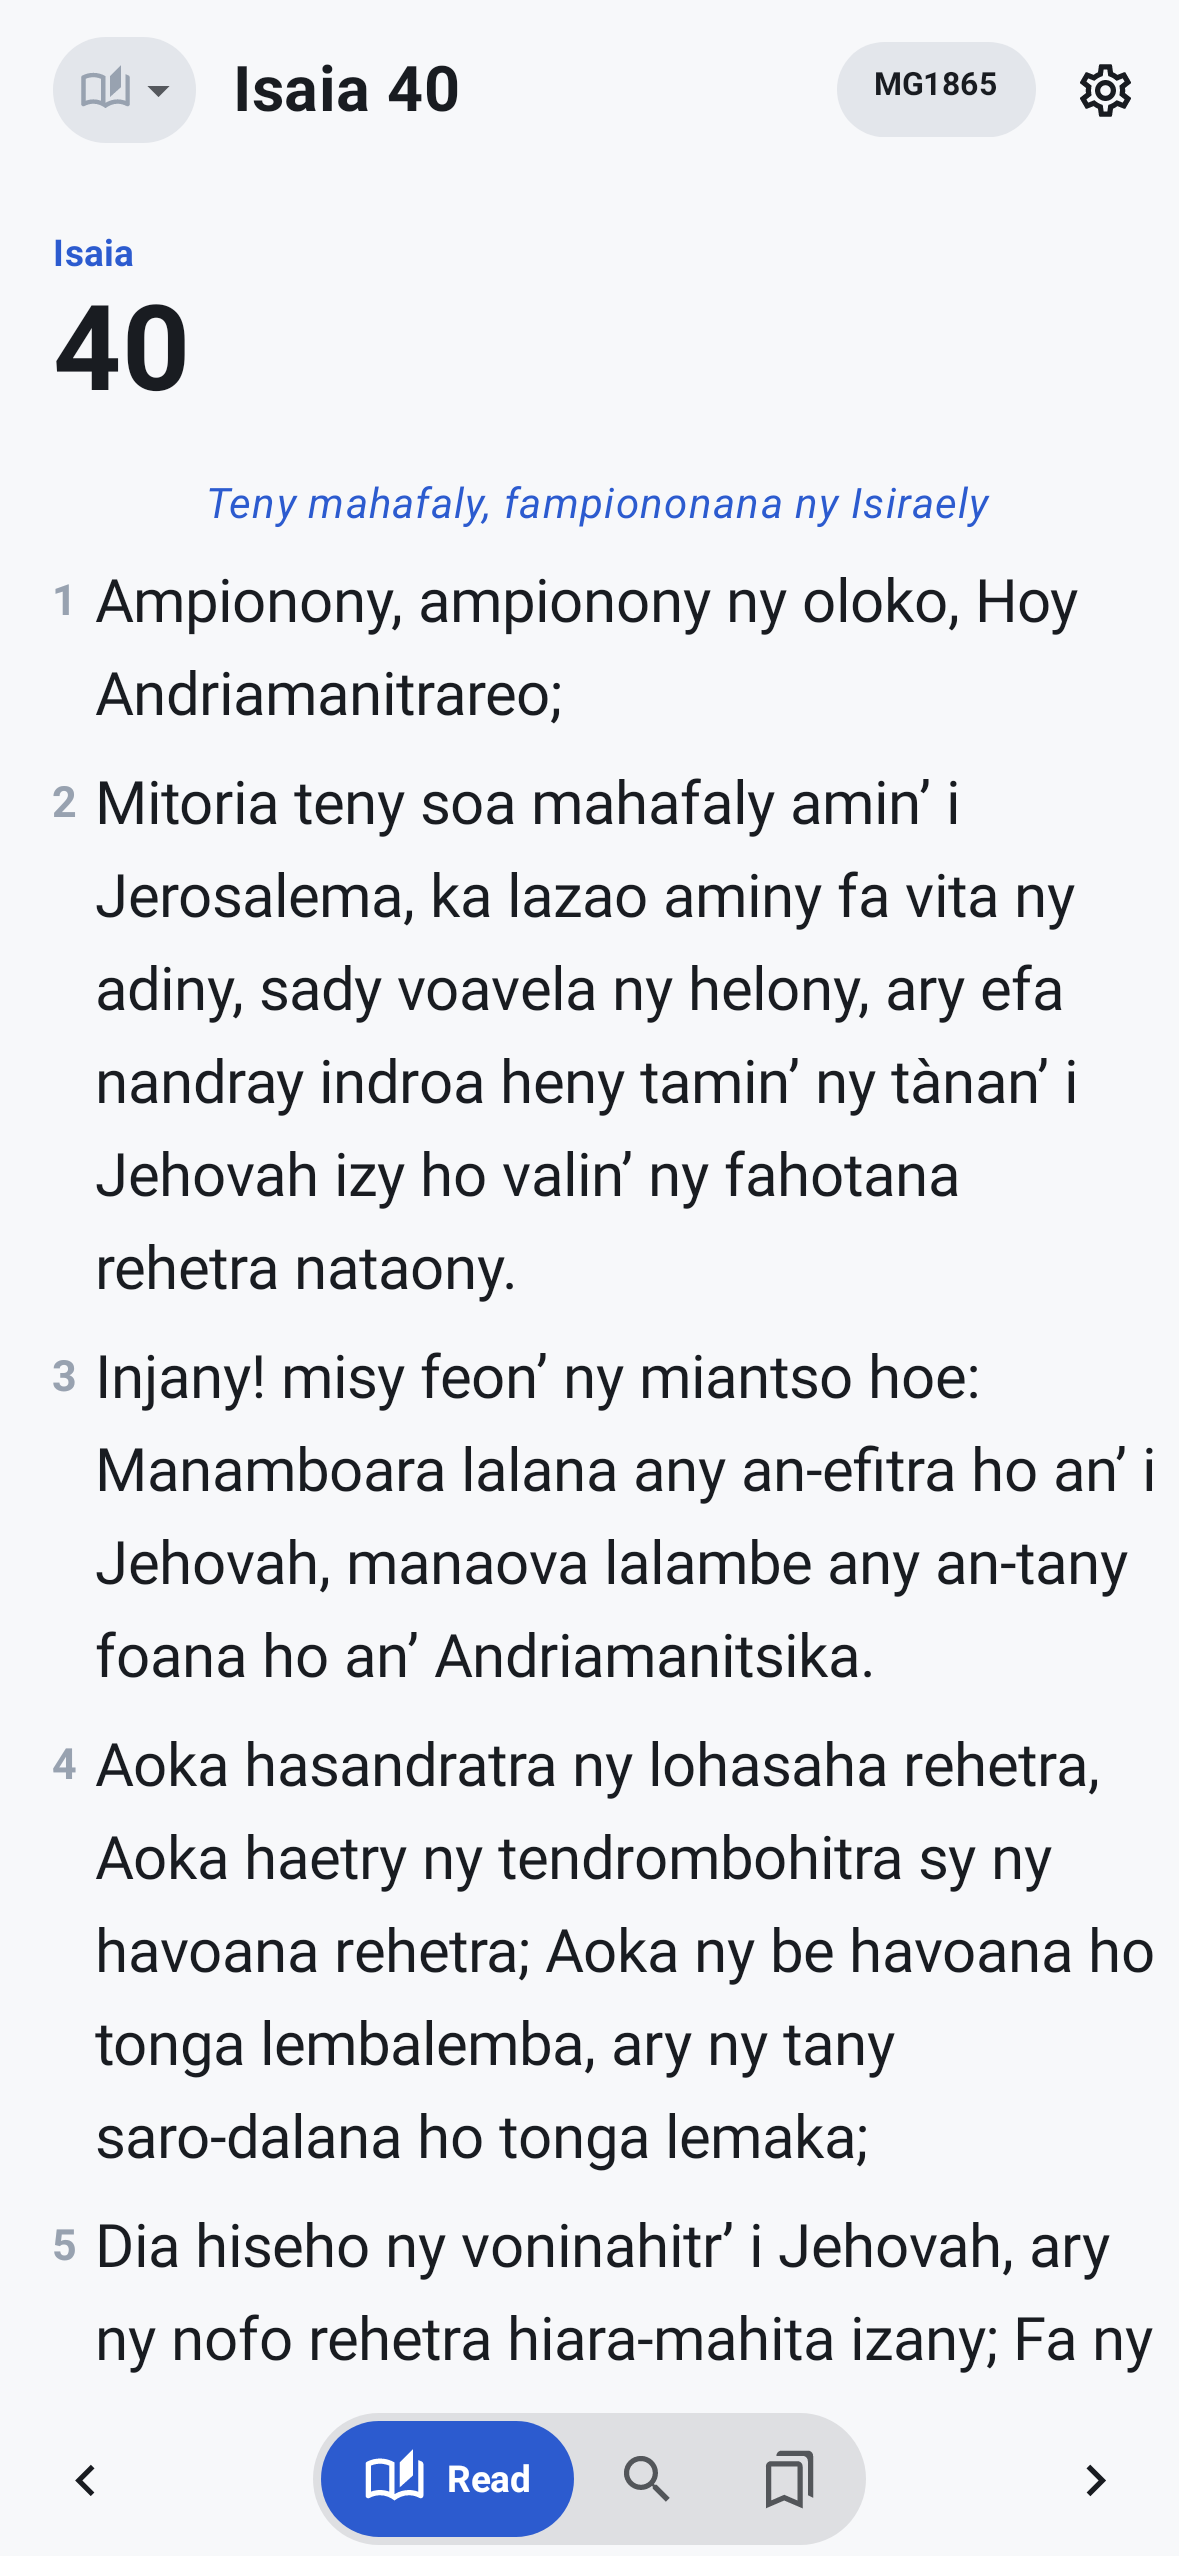 Isaia 40
MG1865
Isaia
40
Teny mahafaly, fampiononana ny Isiraely
1 Ampionony, ampionony ny oloko, Hoy
Andriamanitrareo;
2 Mitoria teny soa mahafaly amin’ i
Jerosalema, ka lazao aminy fa vita ny
adiny, sady voavela ny helony, ary efa
nandray indroa heny tamin’ ny tànan’ i
Jehovah izy ho valin’ ny fahotana
rehetra nataony.
3 Injany! misy feon’ ny miantso hoe:
Manamboara lalana any an-efitra ho an’ i
Jehovah, manaova lalambe any an-tany
foana ho an’ Andriamanitsika.
4 Aoka hasandratra ny lohasaha rehetra,
Aoka haetry ny tendrombohitra sy ny
havoana rehetra; Aoka ny be havoana ho
tonga lembalemba, ary ny tany
saro-dalana ho tonga lemaka;
5 Dia hiseho ny voninahitr’ i Jehovah, ary
ny nofo rehetra hiara-mahita izany; Fa ny
Read